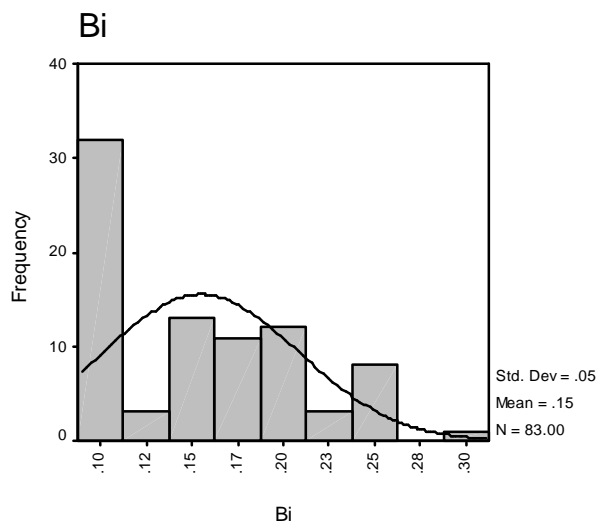 Bi
40
30
20
10
0
Frequency
.10 .12 .15 .17 .20 .23 .25 .28 .30
Bi
Std. Dev = .05
Mean = .15
N = 83.00